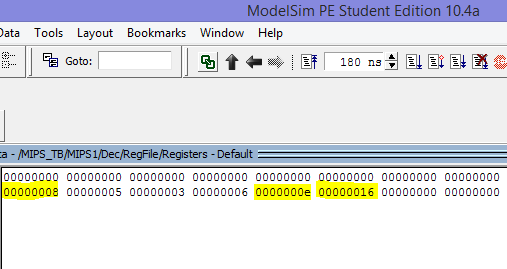 ModelSim PE Student Edition 10.4a
Data Tools Layout Bookmarks Window Help
Goto: 180 ns
ta - /MIPS_TB/MIPS1/Dec/RegFile/Registers - Default
00000000 00000000 00000000 00000000 00000000 00000000 00000000 00000000
00000008 00000005 00000003 00000006 0000000e 00000016 00000000 00000000